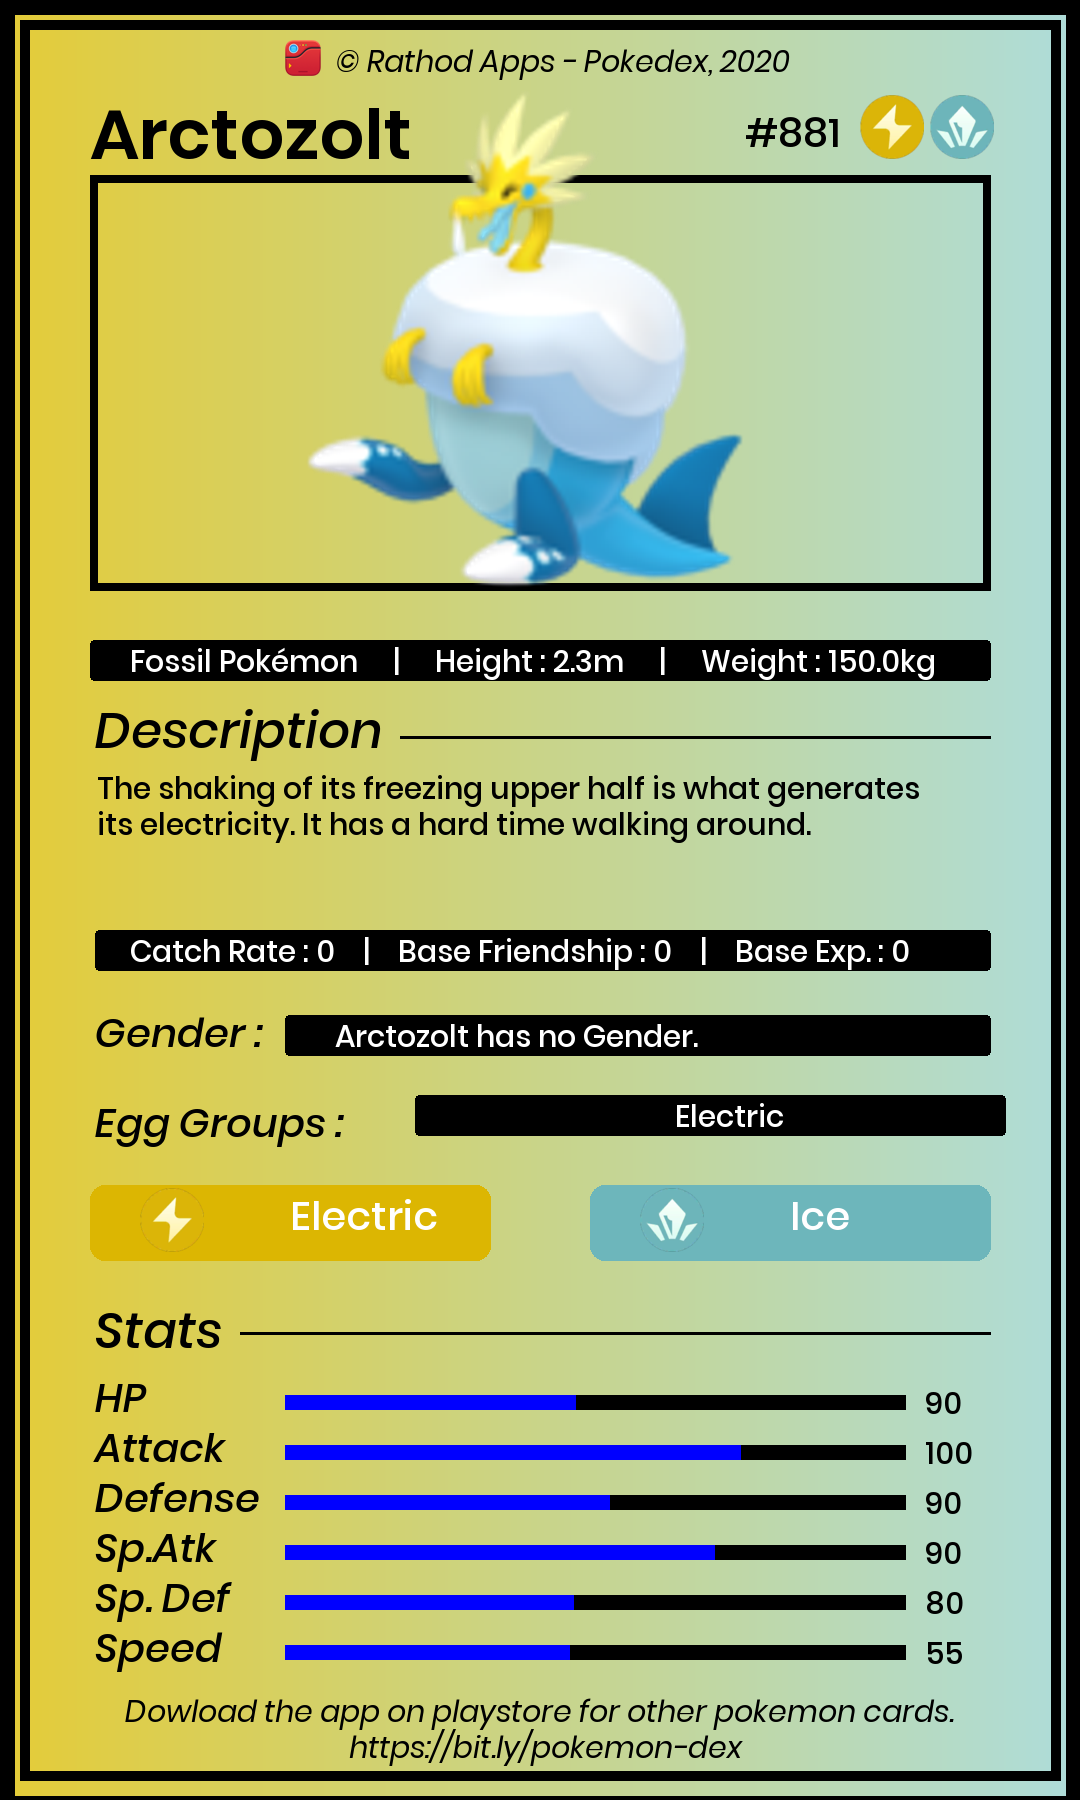 © Rathod Apps - Pokedex, 2020
Arctozolt
#881
Fossil Pokémon | Height : 2.3m | Weight : 150.0kg
Description
The shaking of its freezing upper half is what generates
its electricity. It has a hard time walking around.
Catch Rate : 0 | Base Friendship : 0 | Base Exp. : 0
Gender : Arctozolt has no Gender.
Egg Groups : Electric
Electric Ice
Stats
HP 90
Attack 100
Defense 90
Sp.Atk 90
Sp. Def 80
Speed 55
Dowload the app on playstore for other pokemon cards.
https://bit.ly/pokemon-dex